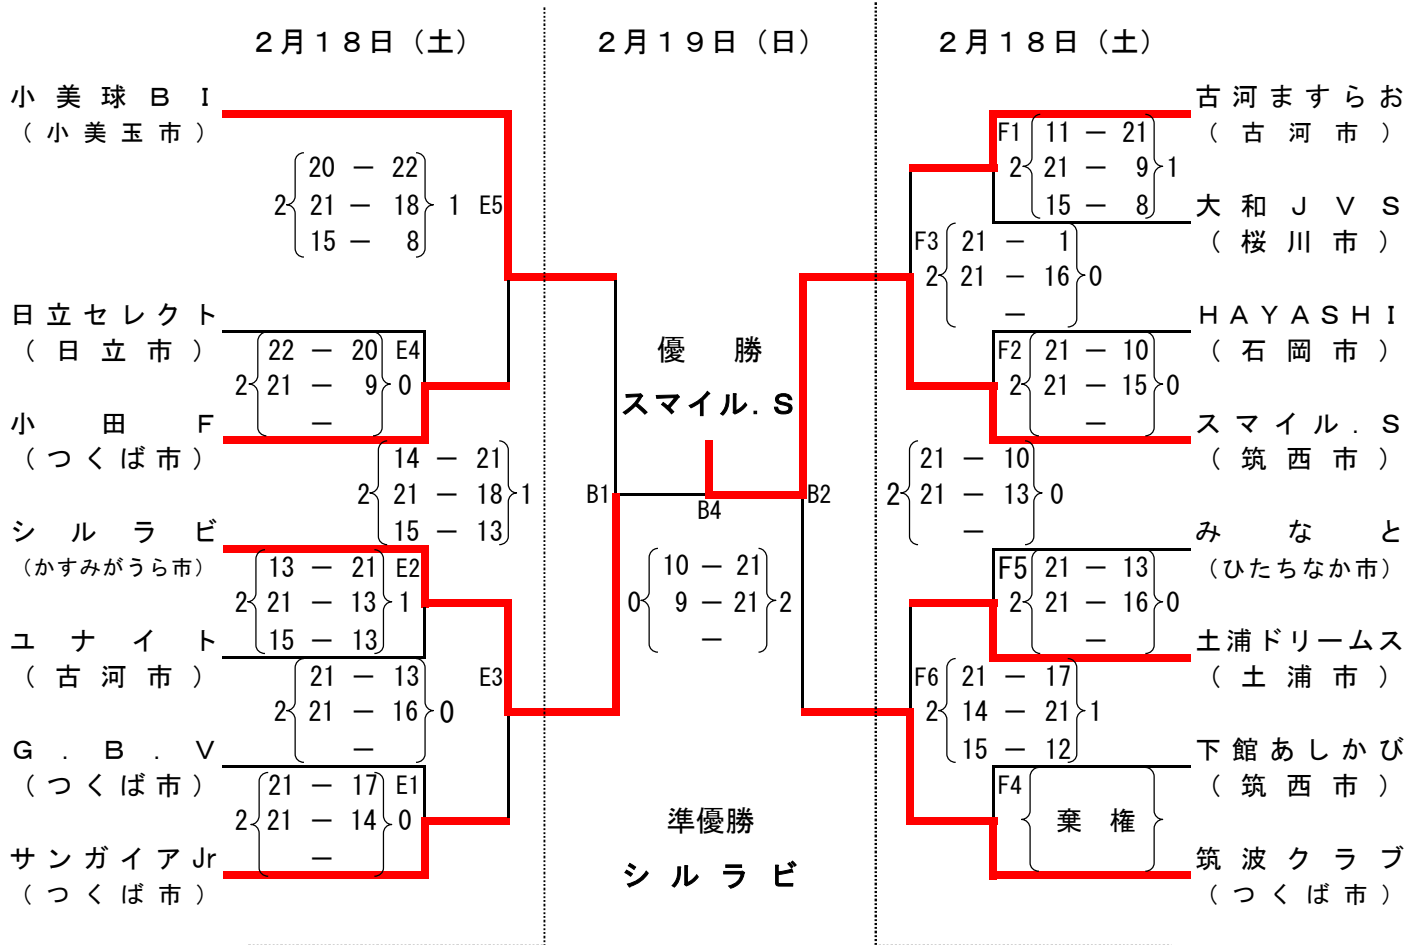 2月18日（土）
2月19日（日）
2月18日（土）
小美球BI
（小美玉市）
20 － 22
2 21 － 18 1 E5
15 － 8
日立セレクト
（日立市）
22 － 20 E4
2 21 － 9 0
－
小田F
（つくば市）
14 － 21
2 21 － 18 1
15 － 13
シルラビ
（かすみがうら市）
13 － 21 E2
2 21 － 13 1
15 － 13
ユナイト
（古河市）
21 － 13 E3
2 21 － 16 0
－
G.B.V
（つくば市）
21 － 17 E1
2 21 － 14 0
－
サンガイアJr
（つくば市）
優勝
スマイル.S
B1
B2
B4
10 － 21
0 9 － 21 2
－
準優勝
シルラビ
古河ますらお
（古河市）
F1 11 － 21
2 21 － 9 1
15 － 8
大和JVS
（桜川市）
F3 21 － 1
2 21 － 16 0
－
HAYASHI
（石岡市）
F2 21 － 10
2 21 － 15 0
－
スマイル.S
（筑西市）
21 － 10
2 21 － 13 0
－
みなと
（ひたちなか市）
F5 21 － 13
2 21 － 16 0
－
土浦ドリームス
（土浦市）
F6 21 － 17
2 14 － 21 1
15 － 12
下館あしかび
（筑西市）
F4
棄権
筑波クラブ
（つくば市）